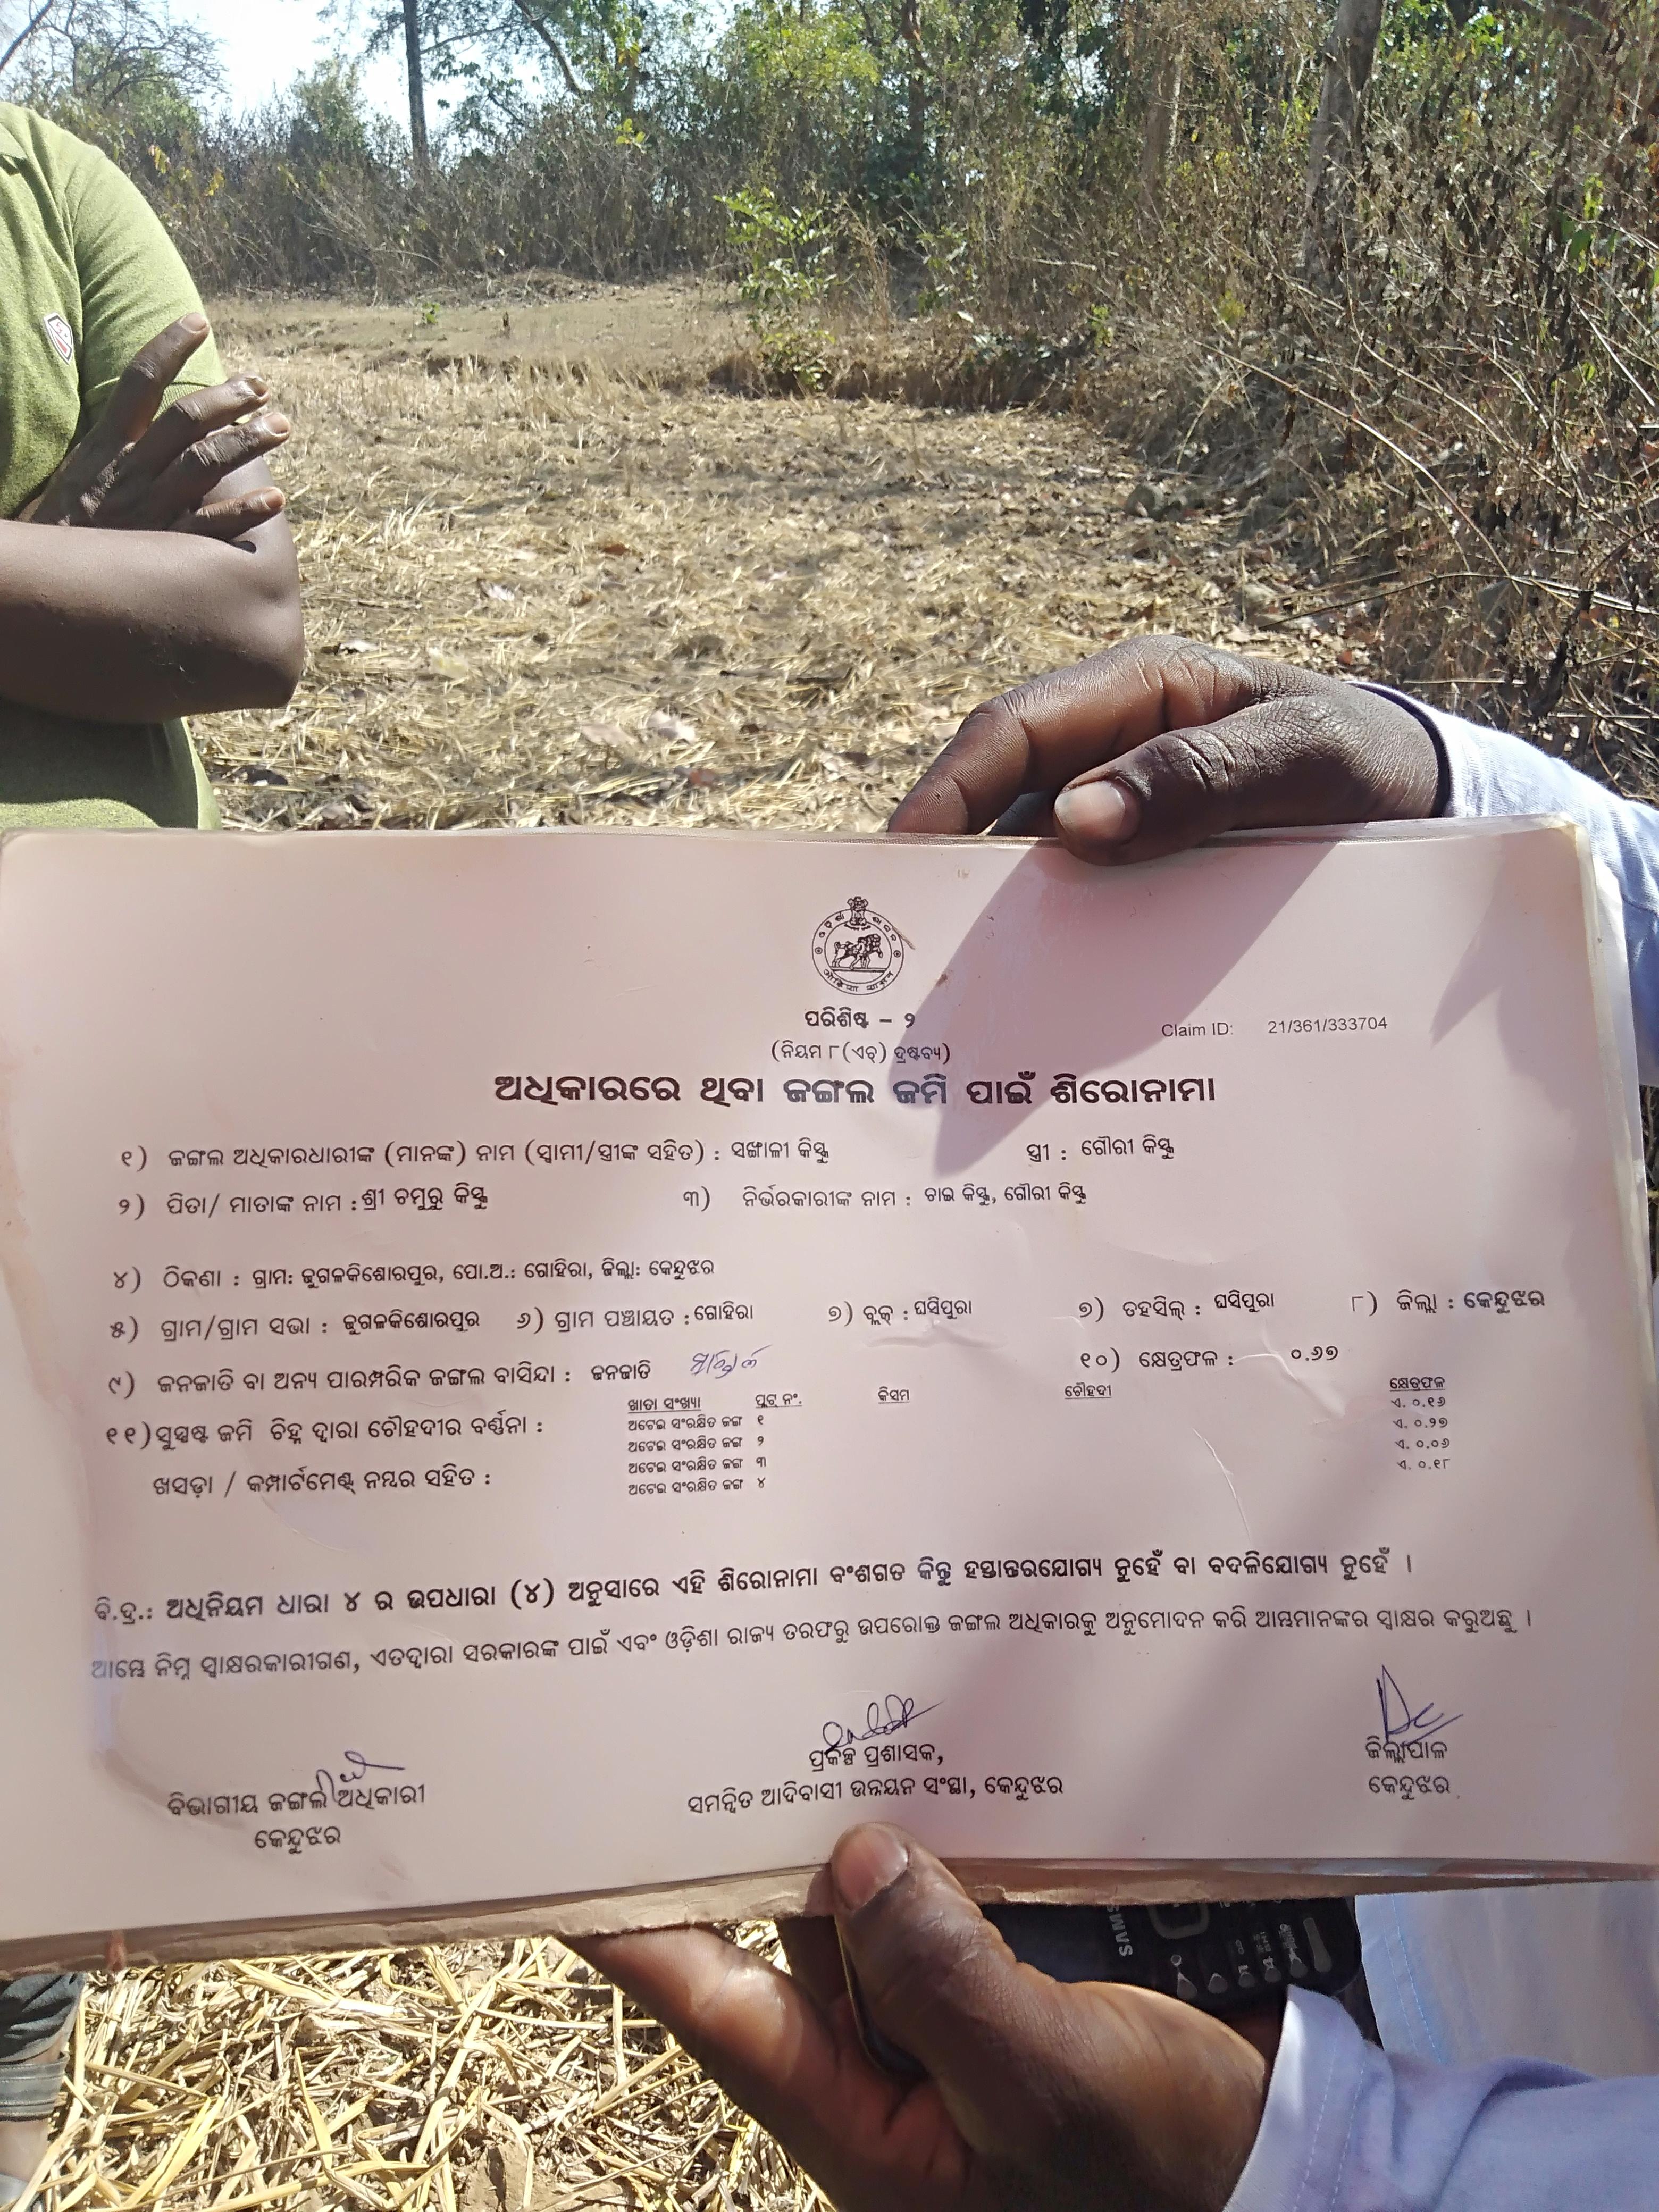 ପରିଶିଷ୍ଟ – ୨
Claim ID: 21/361/333704
(ନିୟମ ୮(ଏଚ୍) ଦ୍ରଷ୍ଟବ୍ୟ)
ଅଧିକାରରେ ଥିବା ଜଙ୍ଗଲ ଜମି ପାଇଁ ଶିରୋନାମା
୧) ଜଙ୍ଗଲ ଅଧିକାରଧାରୀଙ୍କ (ମାନଙ୍କ) ନାମ (ସ୍ୱାମୀ/ସ୍ତ୍ରୀଙ୍କ ସହିତ) : ସଙ୍ଖାଳୀ କିସ୍କୁ ସ୍ତ୍ରୀ : ଗୌରୀ କିସ୍କୁ
୨) ପିତା/ ମାତାଙ୍କ ନାମ : ଶ୍ରୀ ଚମୁରୁ କିସ୍କୁ ୩) ନିର୍ଭରକାରୀଙ୍କ ନାମ : ଚାଇ କିସ୍କୁ, ଗୌରୀ କିସ୍କୁ
୪) ଠିକଣା : ଗ୍ରାମ: ଜୁଗଳକିଶୋରପୁର, ପୋ.ଅ.: ଗୋହିରା, ଜିଲ୍ଲା: କେନ୍ଦୁଝର
୫) ଗ୍ରାମ/ଗ୍ରାମ ସଭା : ଜୁଗଳକିଶୋରପୁର ୬) ଗ୍ରାମ ପଞ୍ଚାୟତ : ଗୋହିରା ୭) ବ୍ଲକ୍ : ଘସିପୁରା ୭) ତହସିଲ୍ : ଘସିପୁରା ୮) ଜିଲ୍ଲା : କେନ୍ଦୁଝର
୯) ଜନଜାତି ବା ଅନ୍ୟ ପାରମ୍ପରିକ ଜଙ୍ଗଲ ବାସିନ୍ଦା : ଜନଜାତି ୧୦) କ୍ଷେତ୍ରଫଳ : ୦.୬୭
ଖାତା ସଂଖ୍ୟା ପ୍ଲଟ୍ ନଂ. କିସମ ଚୌହଦୀ କ୍ଷେତ୍ରଫଳ
୧୧) ସୁସ୍ପଷ୍ଟ ଜମି ଚିହ୍ନ ଦ୍ୱାରା ଚୌହଦୀର ବର୍ଣ୍ଣନା :
ଅଟେଇ ସଂରକ୍ଷିତ ଜଙ୍ଗ ୧ ଏ. ୦.୧୬
ଅଟେଇ ସଂରକ୍ଷିତ ଜଙ୍ଗ ୨ ଏ. ୦.୨୭
ଅଟେଇ ସଂରକ୍ଷିତ ଜଙ୍ଗ ୩ ଏ. ୦.୦୬
ଅଟେଇ ସଂରକ୍ଷିତ ଜଙ୍ଗ ୪ ଏ. ୦.୧୮
ଖସଡ଼ା / କମ୍ପାର୍ଟମେଣ୍ଟ୍ ନମ୍ବର ସହିତ :
ବି.ଦ୍ର.: ଅଧିନିୟମ ଧାରା ୪ ର ଉପଧାରା (୪) ଅନୁସାରେ ଏହି ଶିରୋନାମା ବଂଶଗତ କିନ୍ତୁ ହସ୍ତାନ୍ତରଯୋଗ୍ୟ ନୁହେଁ ବା ବଦଳିଯୋଗ୍ୟ ନୁହେଁ ।
ଆମ୍ଭେ ନିମ୍ନ ସ୍ୱାକ୍ଷରକାରୀଗଣ, ଏତଦ୍ୱାରା ସରକାରଙ୍କ ପାଇଁ ଏବଂ ଓଡ଼ିଶା ରାଜ୍ୟ ତରଫରୁ ଉପରୋକ୍ତ ଜଙ୍ଗଲ ଅଧିକାରକୁ ଅନୁମୋଦନ କରି ଆମ୍ଭମାନଙ୍କର ସ୍ୱାକ୍ଷର କରୁଅଛୁ ।
ବିଭାଗୀୟ ଜଙ୍ଗଲ ଅଧିକାରୀ
କେନ୍ଦୁଝର
ପ୍ରକଳ୍ପ ପ୍ରଶାସକ,
ସମନ୍ୱିତ ଆଦିବାସୀ ଉନ୍ନୟନ ସଂସ୍ଥା, କେନ୍ଦୁଝର
ଜିଲ୍ଲାପାଳ
କେନ୍ଦୁଝର
SAMS